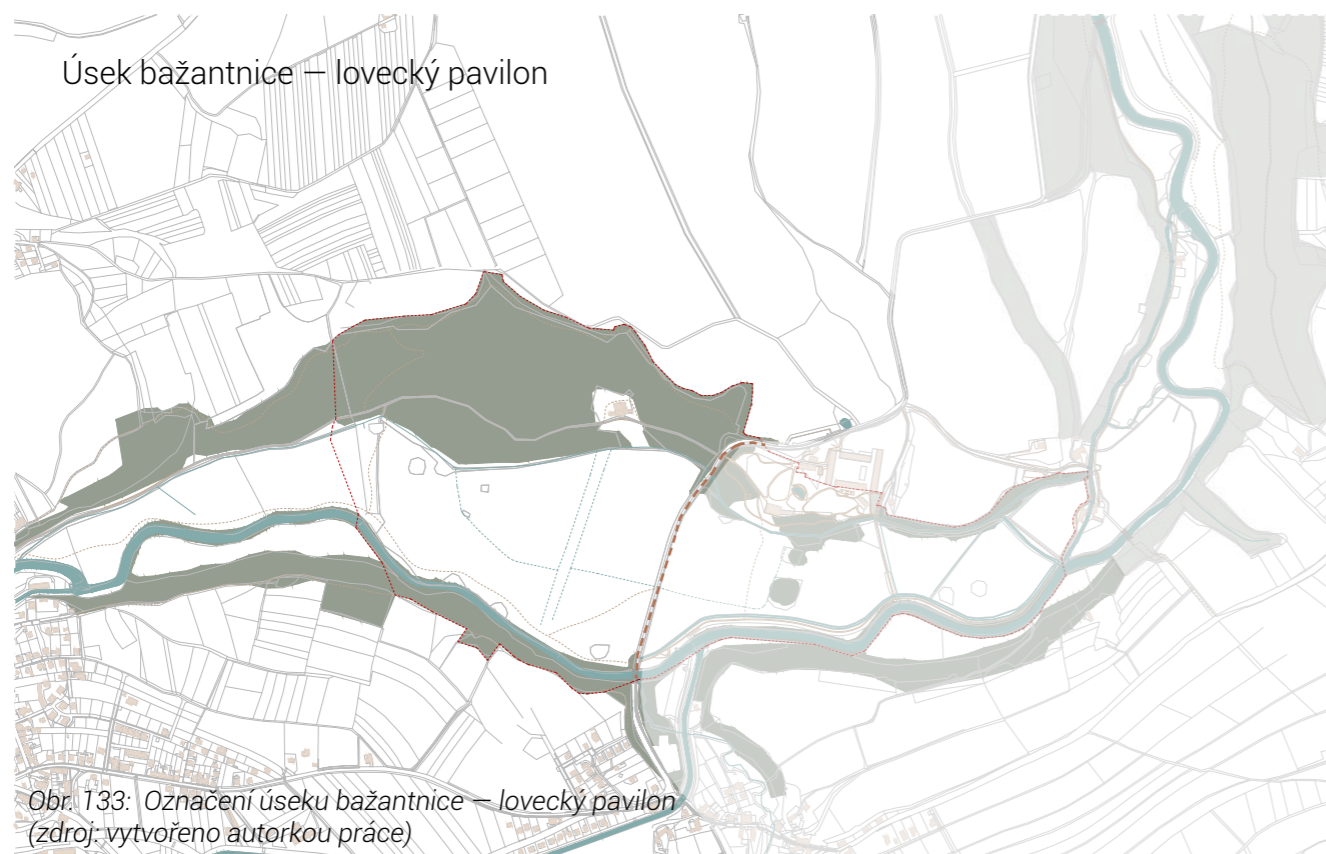 Úsek bažantnice — lovecký pavilon
Obr. 133: Označení úseku bažantnice — lovecký pavilon
(zdroj: vytvořeno autorkou práce)